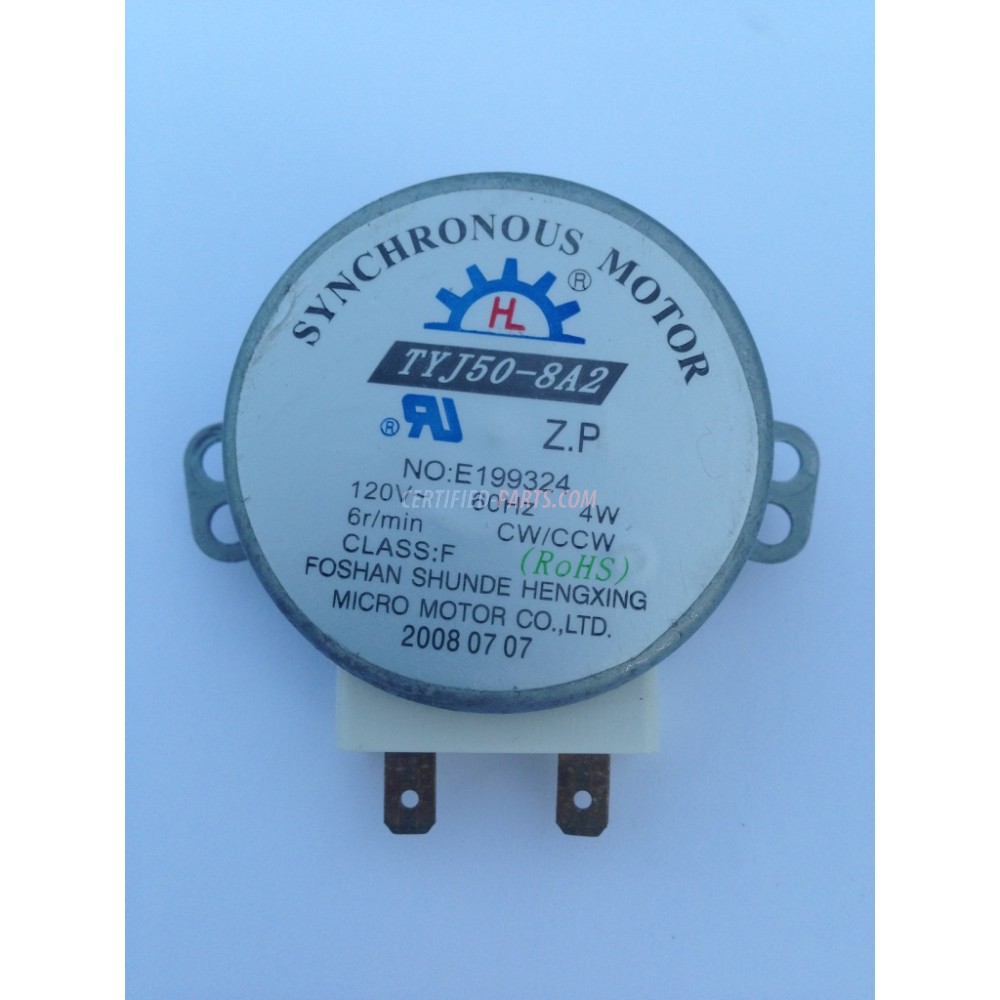 SYNCHRONOUS MOTOR
HL ®
TYJ50-8A2
® RU Z.P
NO:E199324
120V~ 60HZ 4W
CERTIFIED-PARTS.COM
6r/min CW/CCW
CLASS:F (RoHS)
FOSHAN SHUNDE HENGXING
MICRO MOTOR CO.,LTD.
2008 07 07